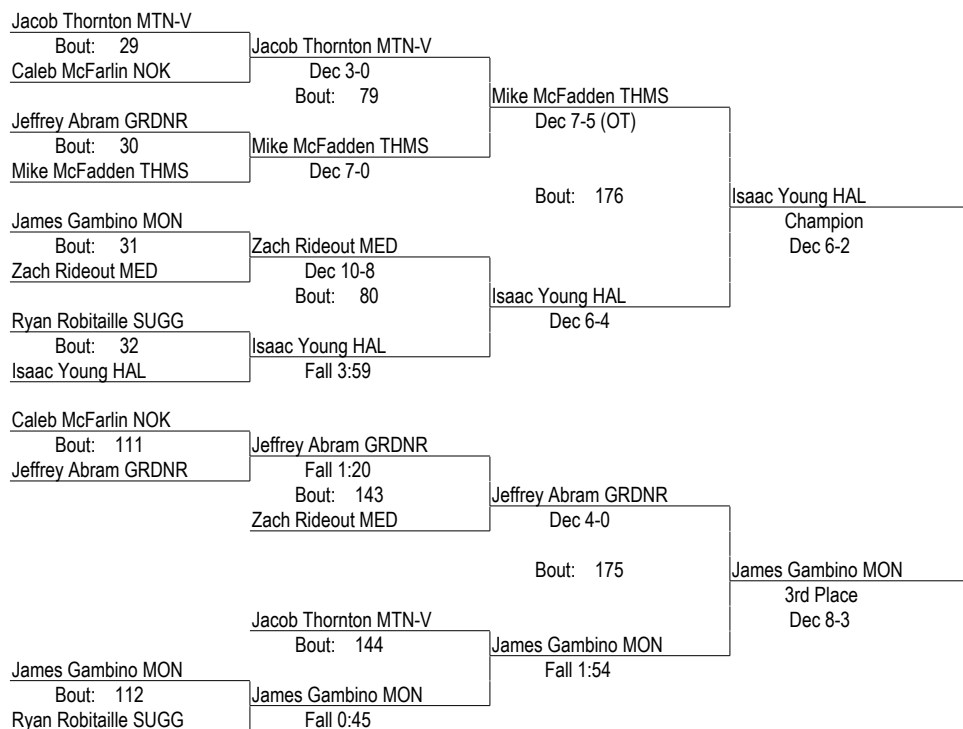 Jacob Thornton MTN-V
Bout: 29
Jacob Thornton MTN-V
Caleb McFarlin NOK
Dec 3-0
Bout: 79
Mike McFadden THMS
Jeffrey Abram GRDNR
Dec 7-5 (OT)
Bout: 30
Mike McFadden THMS
Mike McFadden THMS
Dec 7-0
Bout: 176
Isaac Young HAL
James Gambino MON
Champion
Bout: 31
Zach Rideout MED
Dec 6-2
Zach Rideout MED
Dec 10-8
Bout: 80
Isaac Young HAL
Ryan Robitaille SUGG
Dec 6-4
Bout: 32
Isaac Young HAL
Isaac Young HAL
Fall 3:59
Caleb McFarlin NOK
Bout: 111
Jeffrey Abram GRDNR
Jeffrey Abram GRDNR
Fall 1:20
Bout: 143
Jeffrey Abram GRDNR
Zach Rideout MED
Dec 4-0
Bout: 175
James Gambino MON
3rd Place
Jacob Thornton MTN-V
Dec 8-3
Bout: 144
James Gambino MON
James Gambino MON
Fall 1:54
Bout: 112
James Gambino MON
Ryan Robitaille SUGG
Fall 0:45